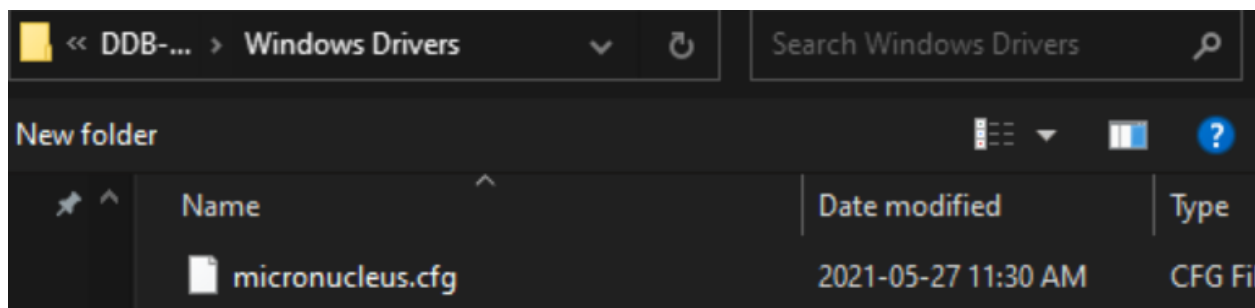 « DDB-... > Windows Drivers Search Windows Drivers
New folder ?
Name Date modified Type
micronucleus.cfg 2021-05-27 11:30 AM CFG Fi